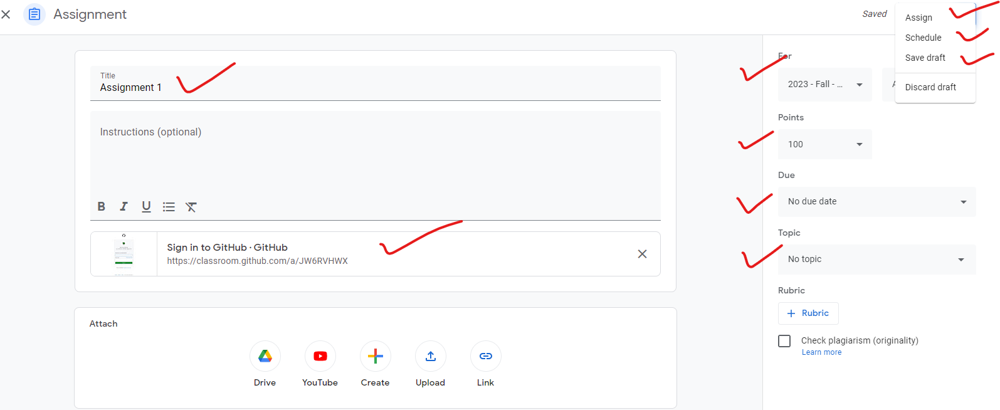 Assignment
Saved
Assign
Schedule
Save draft
Discard draft
Title
Assignment 1
Instructions (optional)
B I U
Sign in to GitHub · GitHub
https://classroom.github.com/a/JW6RVHWX
Attach
Drive
YouTube
Create
Upload
Link
For
2023 - Fall - ...
Points
100
Due
No due date
Topic
No topic
Rubric
+ Rubric
Check plagiarism (originality)
Learn more